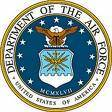 DEPARTMENT OF THE AIR FORCE
MCMXLVII
UNITED STATES OF AMERICA